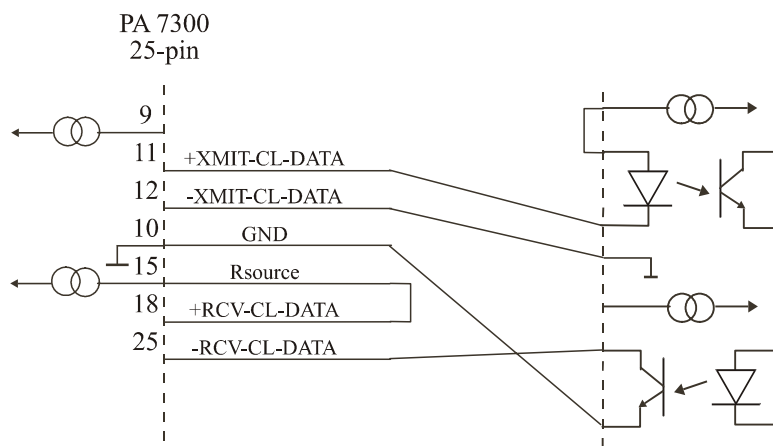 PA 7300
25-pin
9
11
+XMIT-CL-DATA
12
-XMIT-CL-DATA
10
GND
15
Rsource
18
+RCV-CL-DATA
25
-RCV-CL-DATA